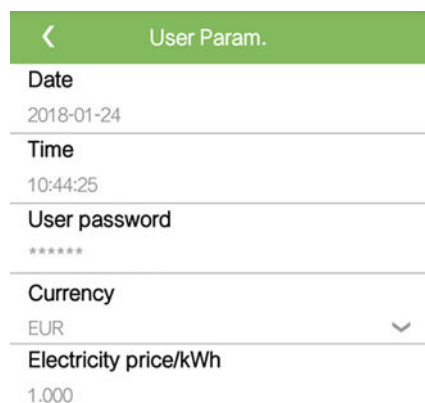 User Param.
Date
2018-01-24
Time
10:44:25
User password
******
Currency
EUR
Electricity price/kWh
1.000